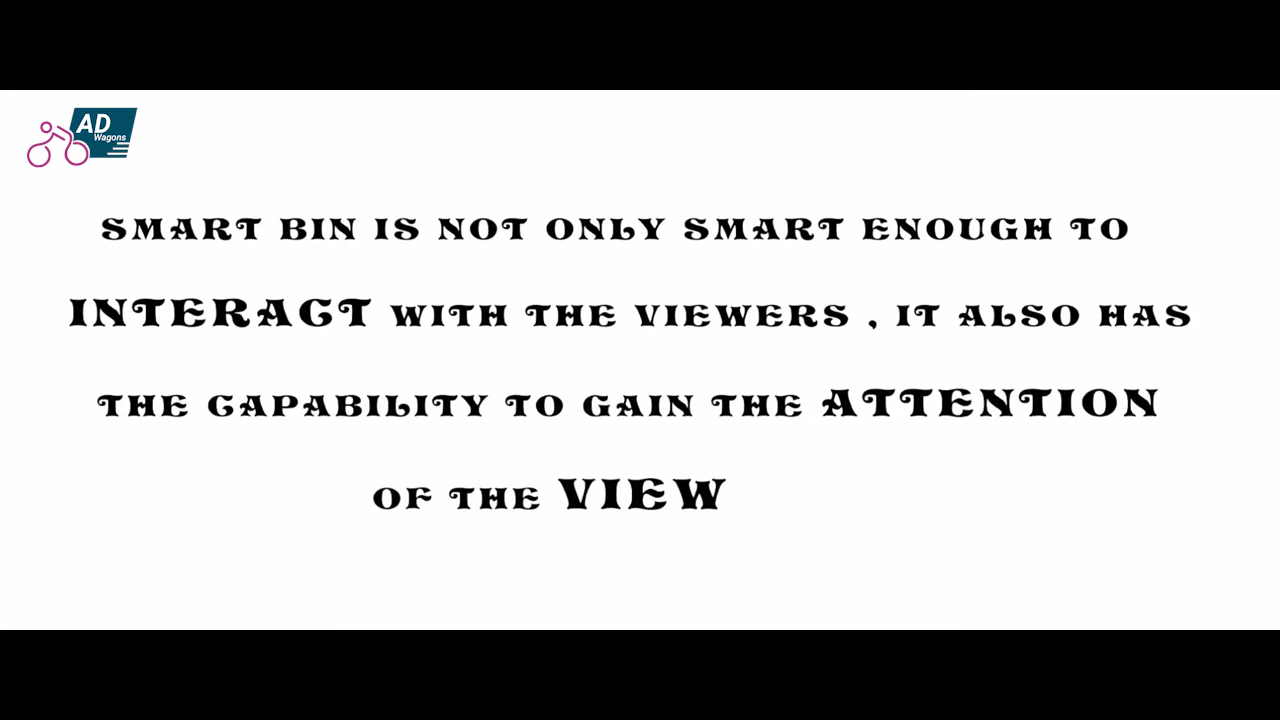 AD
Wagons
SMART BIN IS NOT ONLY SMART ENOUGH TO
INTERACT WITH THE VIEWERS , IT ALSO HAS
THE CAPABILITY TO GAIN THE ATTENTION
OF THE VIEW